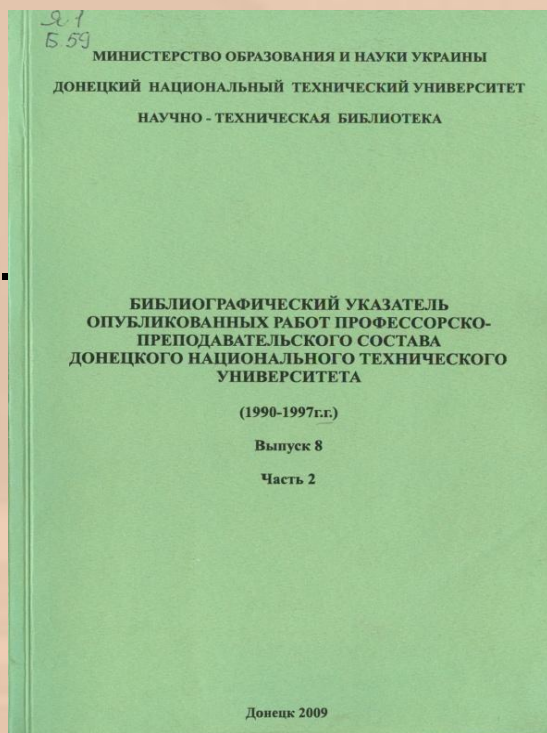 Я 1
Б 59
МИНИСТЕРСТВО ОБРАЗОВАНИЯ И НАУКИ УКРАИНЫ
ДОНЕЦКИЙ НАЦИОНАЛЬНЫЙ ТЕХНИЧЕСКИЙ УНИВЕРСИТЕТ
НАУЧНО - ТЕХНИЧЕСКАЯ БИБЛИОТЕКА
БИБЛИОГРАФИЧЕСКИЙ УКАЗАТЕЛЬ
ОПУБЛИКОВАННЫХ РАБОТ ПРОФЕССОРСКО-
ПРЕПОДАВАТЕЛЬСКОГО СОСТАВА
ДОНЕЦКОГО НАЦИОНАЛЬНОГО ТЕХНИЧЕСКОГО
УНИВЕРСИТЕТА
(1990-1997г.г.)
Выпуск 8
Часть 2
Донецк 2009